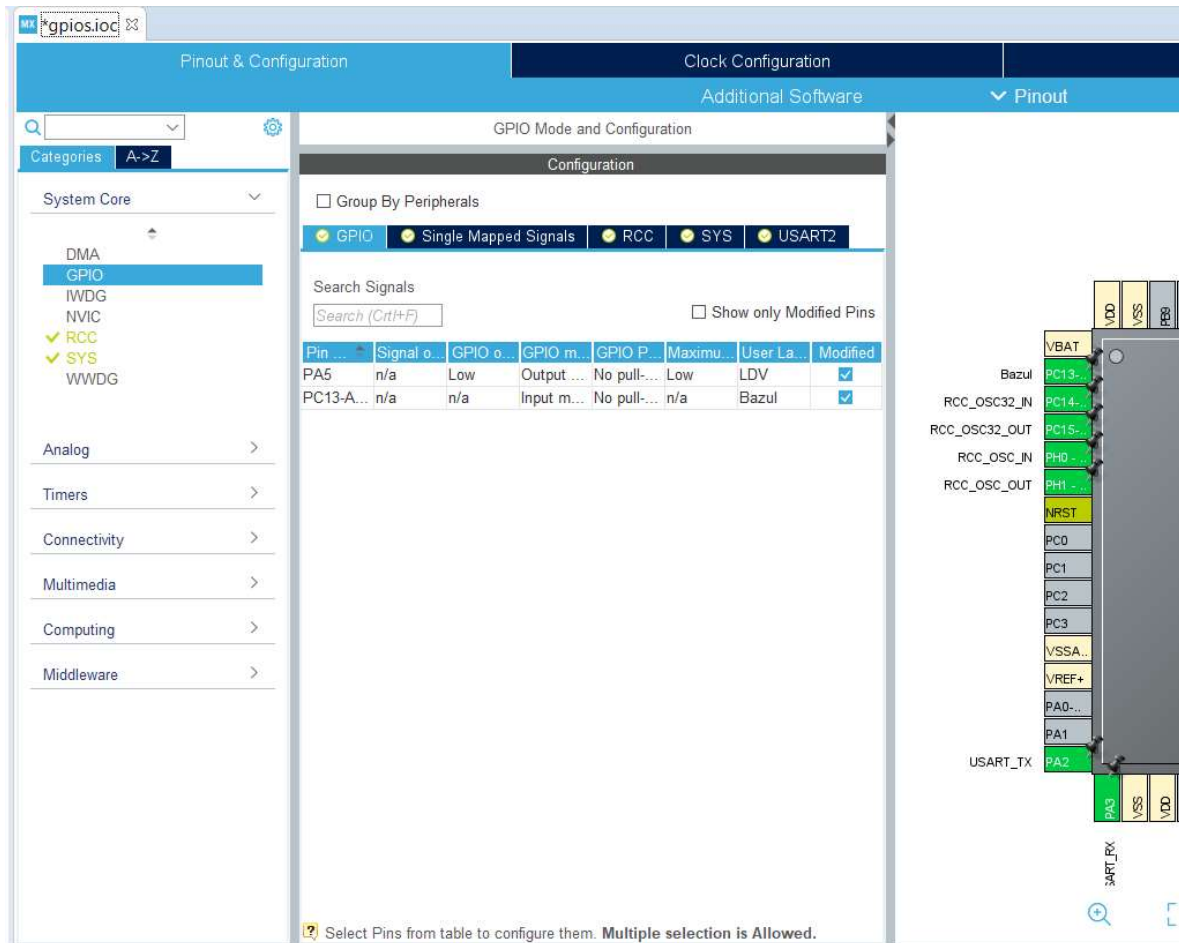 MX *gpios.ioc
Pinout & Configuration
Clock Configuration
Additional Software
Pinout
GPIO Mode and Configuration
Categories
A->Z
Configuration
System Core
Group By Peripherals
GPIO
Single Mapped Signals
RCC
SYS
USART2
DMA
GPIO
IWDG
NVIC
RCC
SYS
WWDG
Analog
Timers
Connectivity
Multimedia
Computing
Middleware
Search Signals
Search (Crtl+F)
Show only Modified Pins
Pin ... Signal o... GPIO o... GPIO m... GPIO P... Maximu... User La... Modified
PA5 n/a Low Output ... No pull-... Low LDV
PC13-A... n/a n/a Input m... No pull-... n/a Bazul
Select Pins from table to configure them. Multiple selection is Allowed.
VDD
VSS
PB9
VBAT
Bazul PC13-..
RCC_OSC32_IN PC14-..
RCC_OSC32_OUT PC15-..
RCC_OSC_IN PH0 - ..
RCC_OSC_OUT PH1 - ..
NRST
PC0
PC1
PC2
PC3
VSSA..
VREF+
PA0-..
PA1
USART_TX PA2
PA3
VSS
VDD